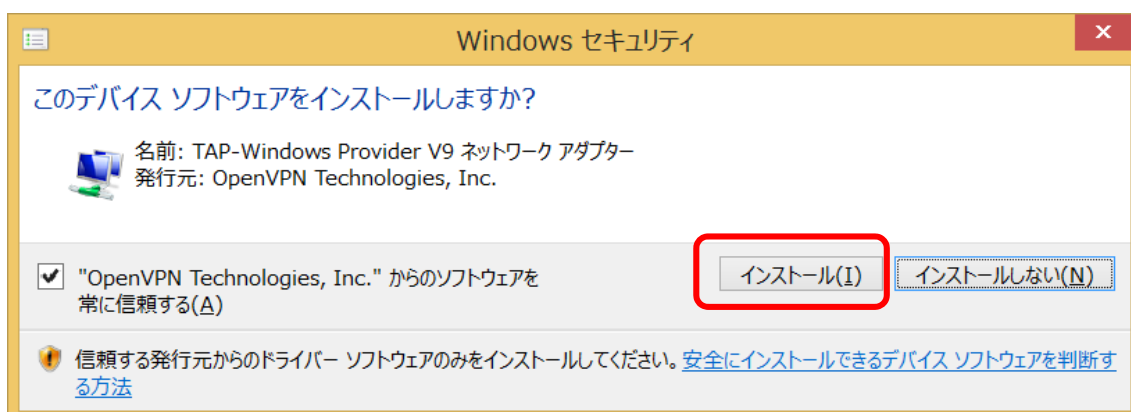 Windows セキュリティ
このデバイス ソフトウェアをインストールしますか?
名前: TAP-Windows Provider V9 ネットワーク アダプター
発行元: OpenVPN Technologies, Inc.
"OpenVPN Technologies, Inc." からのソフトウェアを
常に信頼する(A)
インストール(I)
インストールしない(N)
信頼する発行元からのドライバー ソフトウェアのみをインストールしてください。安全にインストールできるデバイス ソフトウェアを判断す
る方法